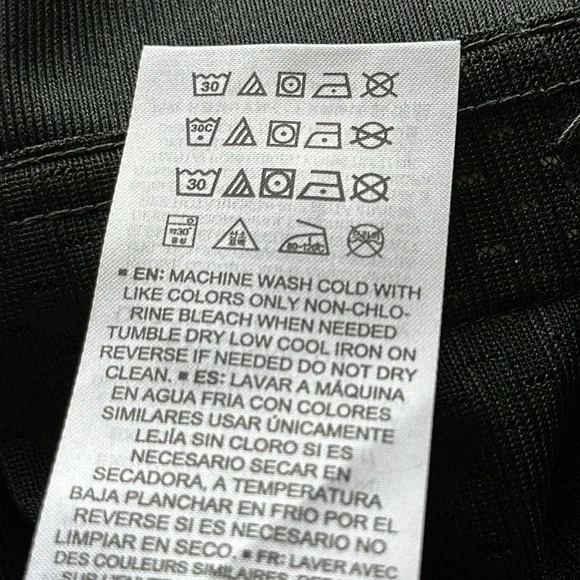 30
30C
30
80-120C
▪ EN: MACHINE WASH COLD WITH
LIKE COLORS ONLY NON-CHLO-
RINE BLEACH WHEN NEEDED
TUMBLE DRY LOW COOL IRON ON
REVERSE IF NEEDED DO NOT DRY
CLEAN. ▪ ES: LAVAR A MÁQUINA
EN AGUA FRIA CON COLORES
SIMILARES USAR ÚNICAMENTE
LEJÍA SIN CLORO SI ES
NECESARIO SECAR EN
SECADORA, A TEMPERATURA
BAJA PLANCHAR EN FRIO POR EL
REVERSE SI ES NECESARIO NO
LIMPIAR EN SECO. ▪ FR: LAVER AVEC
DES COULEURS SIMILAIRES,